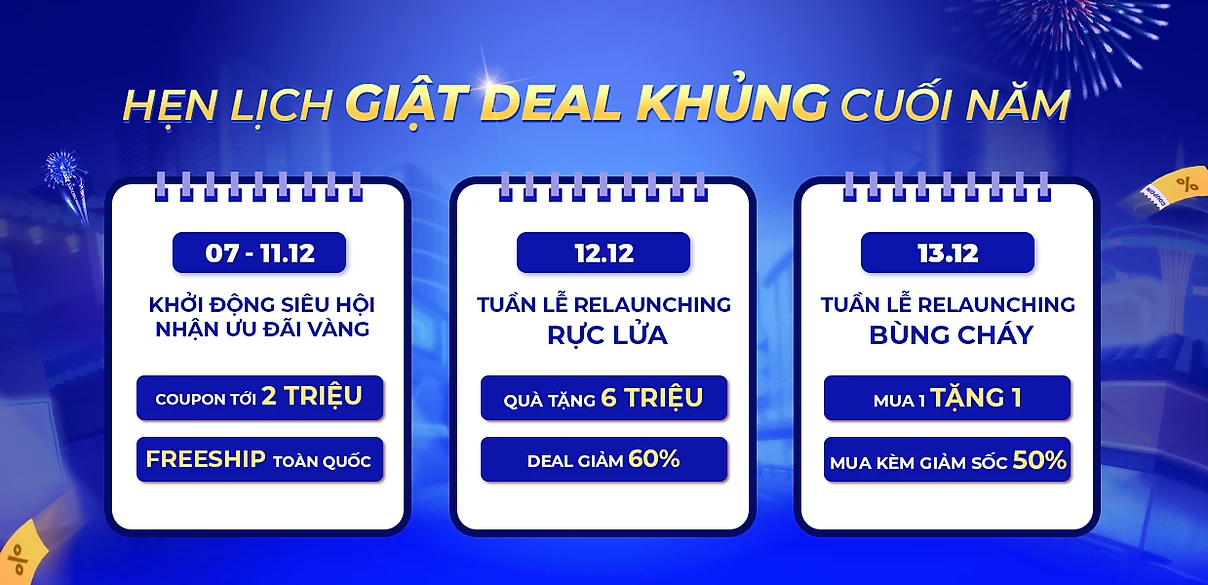 HẸN LỊCH GIẬT DEAL KHỦNG CUỐI NĂM
07 - 11.12
KHỞI ĐỘNG SIÊU HỘI
NHẬN ƯU ĐÃI VÀNG
COUPON TỚI 2 TRIỆU
FREESHIP TOÀN QUỐC
12.12
TUẦN LỄ RELAUNCHING
RỰC LỬA
QUÀ TẶNG 6 TRIỆU
DEAL GIẢM 60%
13.12
TUẦN LỄ RELAUNCHING
BÙNG CHÁY
MUA 1 TẶNG 1
MUA KÈM GIẢM SỐC 50%
%
COUPON
%